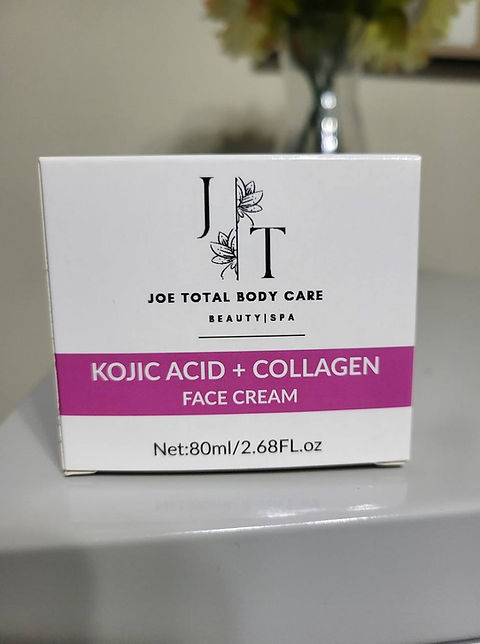 J T
JOE TOTAL BODY CARE
BEAUTY|SPA
KOJIC ACID + COLLAGEN
FACE CREAM
Net:80ml/2.68FL.oz